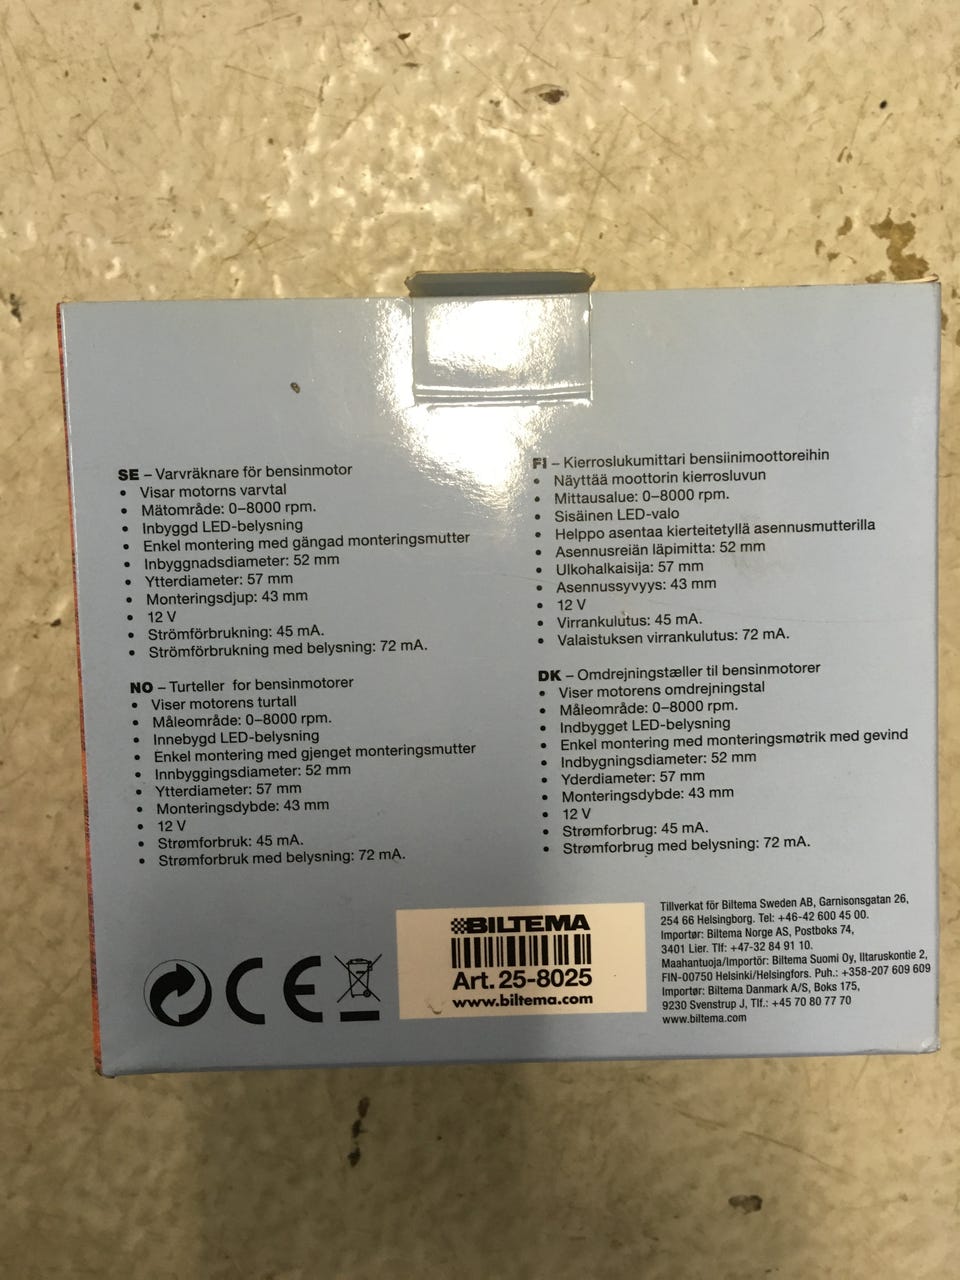 SE – Varvräknare för bensinmotor
• Visar motorns varvtal
• Mätområde: 0–8000 rpm.
• Inbyggd LED-belysning
• Enkel montering med gängad monteringsmutter
• Inbyggnadsdiameter: 52 mm
• Ytterdiameter: 57 mm
• Monteringsdjup: 43 mm
• 12 V
• Strömförbrukning: 45 mA.
• Strömförbrukning med belysning: 72 mA.
NO – Turteller for bensinmotorer
• Viser motorens turtall
• Måleområde: 0–8000 rpm.
• Innebygd LED-belysning
• Enkel montering med gjenget monteringsmutter
• Innbyggingsdiameter: 52 mm
• Ytterdiameter: 57 mm
• Monteringsdybde: 43 mm
• 12 V
• Strømforbruk: 45 mA.
• Strømforbruk med belysning: 72 mA.
FI – Kierroslukumittari bensiinimoottoreihin
• Näyttää moottorin kierrosluvun
• Mittausalue: 0–8000 rpm.
• Sisäinen LED-valo
• Helppo asentaa kierteitetyllä asennusmutterilla
• Asennusreiän läpimitta: 52 mm
• Ulkohalkaisija: 57 mm
• Asennussyvyys: 43 mm
• 12 V
• Virrankulutus: 45 mA.
• Valaistuksen virrankulutus: 72 mA.
DK – Omdrejningstæller til bensinmotorer
• Viser motorens omdrejningstal
• Måleområde: 0–8000 rpm.
• Indbygget LED-belysning
• Enkel montering med monteringsmøtrik med gevind
• Indbygningsdiameter: 52 mm
• Yderdiameter: 57 mm
• Monteringsdybde: 43 mm
• 12 V
• Strømforbrug: 45 mA.
• Strømforbrug med belysning: 72 mA.
CE
BILTEMA
Art. 25-8025
www.biltema.com
Tillverkat för Biltema Sweden AB, Garnisonsgatan 26,
254 66 Helsingborg. Tel: +46-42 600 45 00.
Importør: Biltema Norge AS, Postboks 74,
3401 Lier. Tlf: +47-32 84 91 10.
Maahantuoja/Importör: Biltema Suomi Oy, Iltaruskontie 2,
FIN-00750 Helsinki/Helsingfors. Puh.: +358-207 609 609
Importør: Biltema Danmark A/S, Boks 175,
9230 Svenstrup J, Tlf.: +45 70 80 77 70
www.biltema.com